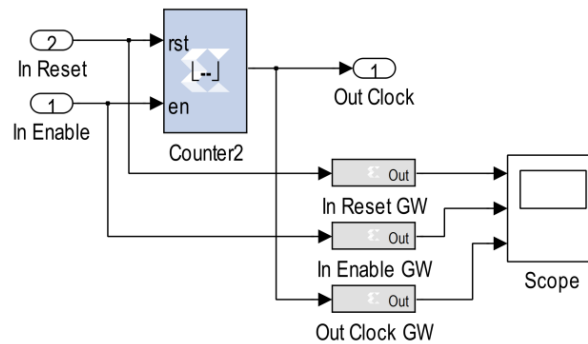 2
In Reset
1
In Enable
rst
en
Counter2
1
Out Clock
Out
In Reset GW
Out
In Enable GW
Out
Out Clock GW
Scope